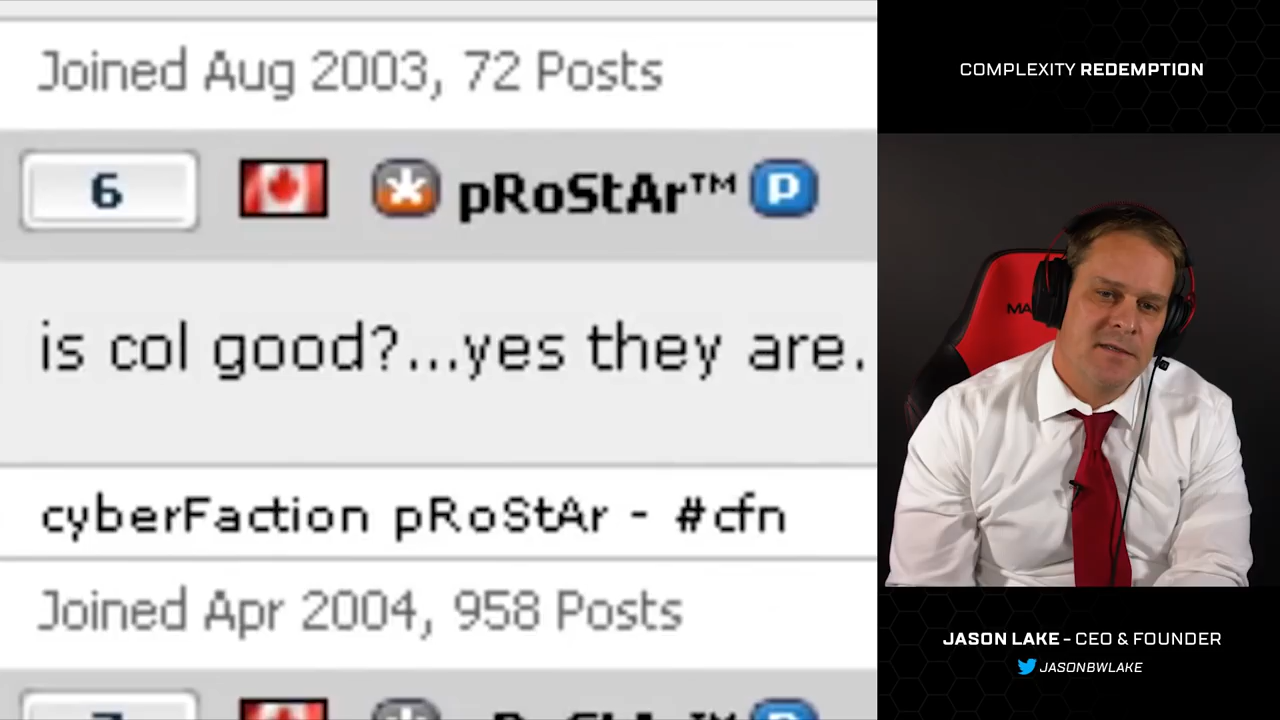 Joined Aug 2003, 72 Posts
6 pRoStAr™ P
is col good?...yes they are.
cyberFaction pRoStAr - #cfn
Joined Apr 2004, 958 Posts
COMPLEXITY REDEMPTION
MA
JASON LAKE - CEO & FOUNDER
JASONBWLAKE